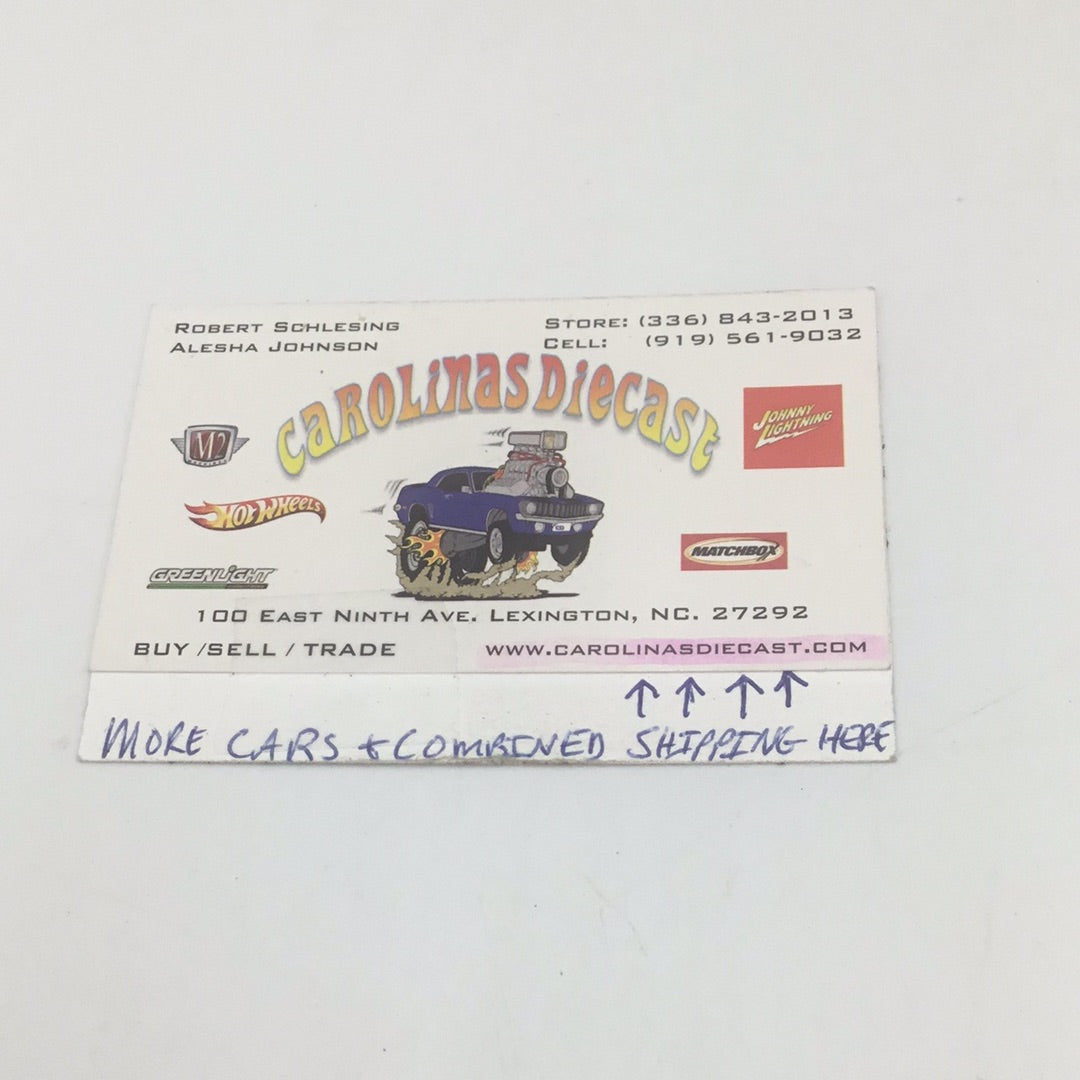 ROBERT SCHLESING
ALESHA JOHNSON
STORE: (336) 843-2013
CELL: (919) 561-9032
CAROLINAS DIECAST
M2
JOHNNY LIGHTNING
HOT WHEELS
MATCHBOX
GREENLIGHT
100 EAST NINTH AVE. LEXINGTON, NC. 27292
BUY /SELL / TRADE
WWW.CAROLINASDIECAST.COM
MORE CARS + COMBINED SHIPPING HERE